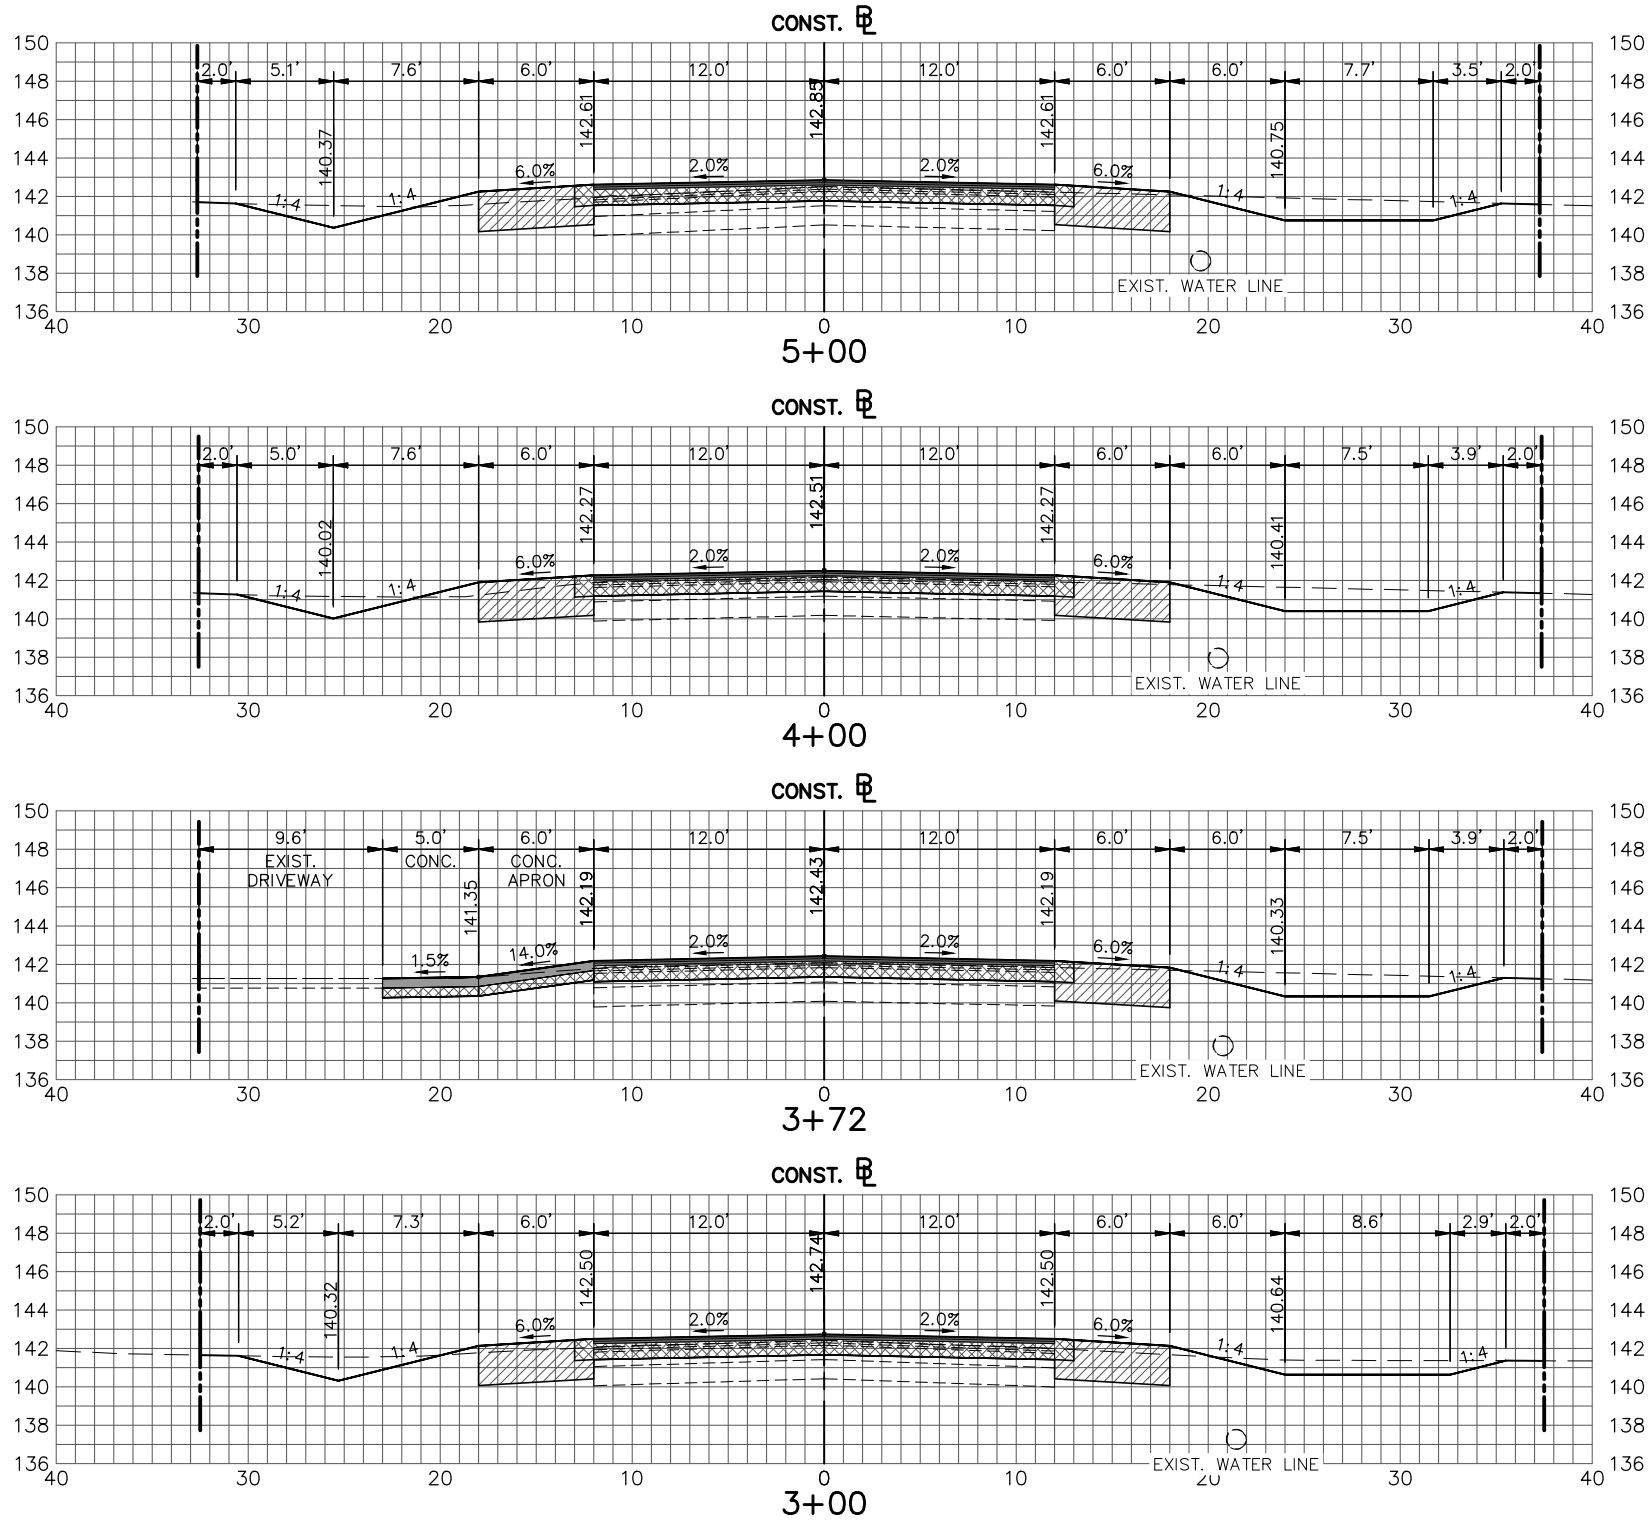 CONST. BL
150 150
2.0' 5.1' 7.6' 6.0' 12.0' 12.0' 6.0' 6.0' 7.7' 3.5' 2.0'
148 148
140.37 142.61 142.85 142.61 140.75
146 146
144 144
1:4 1:4 6.0% 2.0% 2.0% 6.0% 1:4 1:4
142 142
140 140
138 138
EXIST. WATER LINE
136 136
40 30 20 10 0 10 20 30 40
5+00
CONST. BL
150 150
2.0' 5.0' 7.6' 6.0' 12.0' 12.0' 6.0' 6.0' 7.5' 3.9' 2.0'
148 148
140.02 142.27 142.51 142.27 140.41
146 146
144 144
1:4 1:4 6.0% 2.0% 2.0% 6.0% 1:4 1:4
142 142
140 140
138 138
EXIST. WATER LINE
136 136
40 30 20 10 0 10 20 30 40
4+00
CONST. BL
150 150
9.6' 5.0' 6.0' 12.0' 12.0' 6.0' 6.0' 7.5' 3.9' 2.0'
148 148
EXIST. CONC. CONC.
DRIVEWAY APRON
141.35 142.19 142.43 142.19 140.33
146 146
144 144
1.5% 14.0% 2.0% 2.0% 6.0% 1:4 1:4
142 142
140 140
138 138
EXIST. WATER LINE
136 136
40 30 20 10 0 10 20 30 40
3+72
CONST. BL
150 150
2.0' 5.2' 7.3' 6.0' 12.0' 12.0' 6.0' 6.0' 8.6' 2.9' 2.0'
148 148
140.32 142.50 142.74 142.50 140.64
146 146
144 144
1:4 1:4 6.0% 2.0% 2.0% 6.0% 1:4 1:4
142 142
140 140
138 138
EXIST. WATER LINE
136 136
40 30 20 10 0 10 20 30 40
3+00